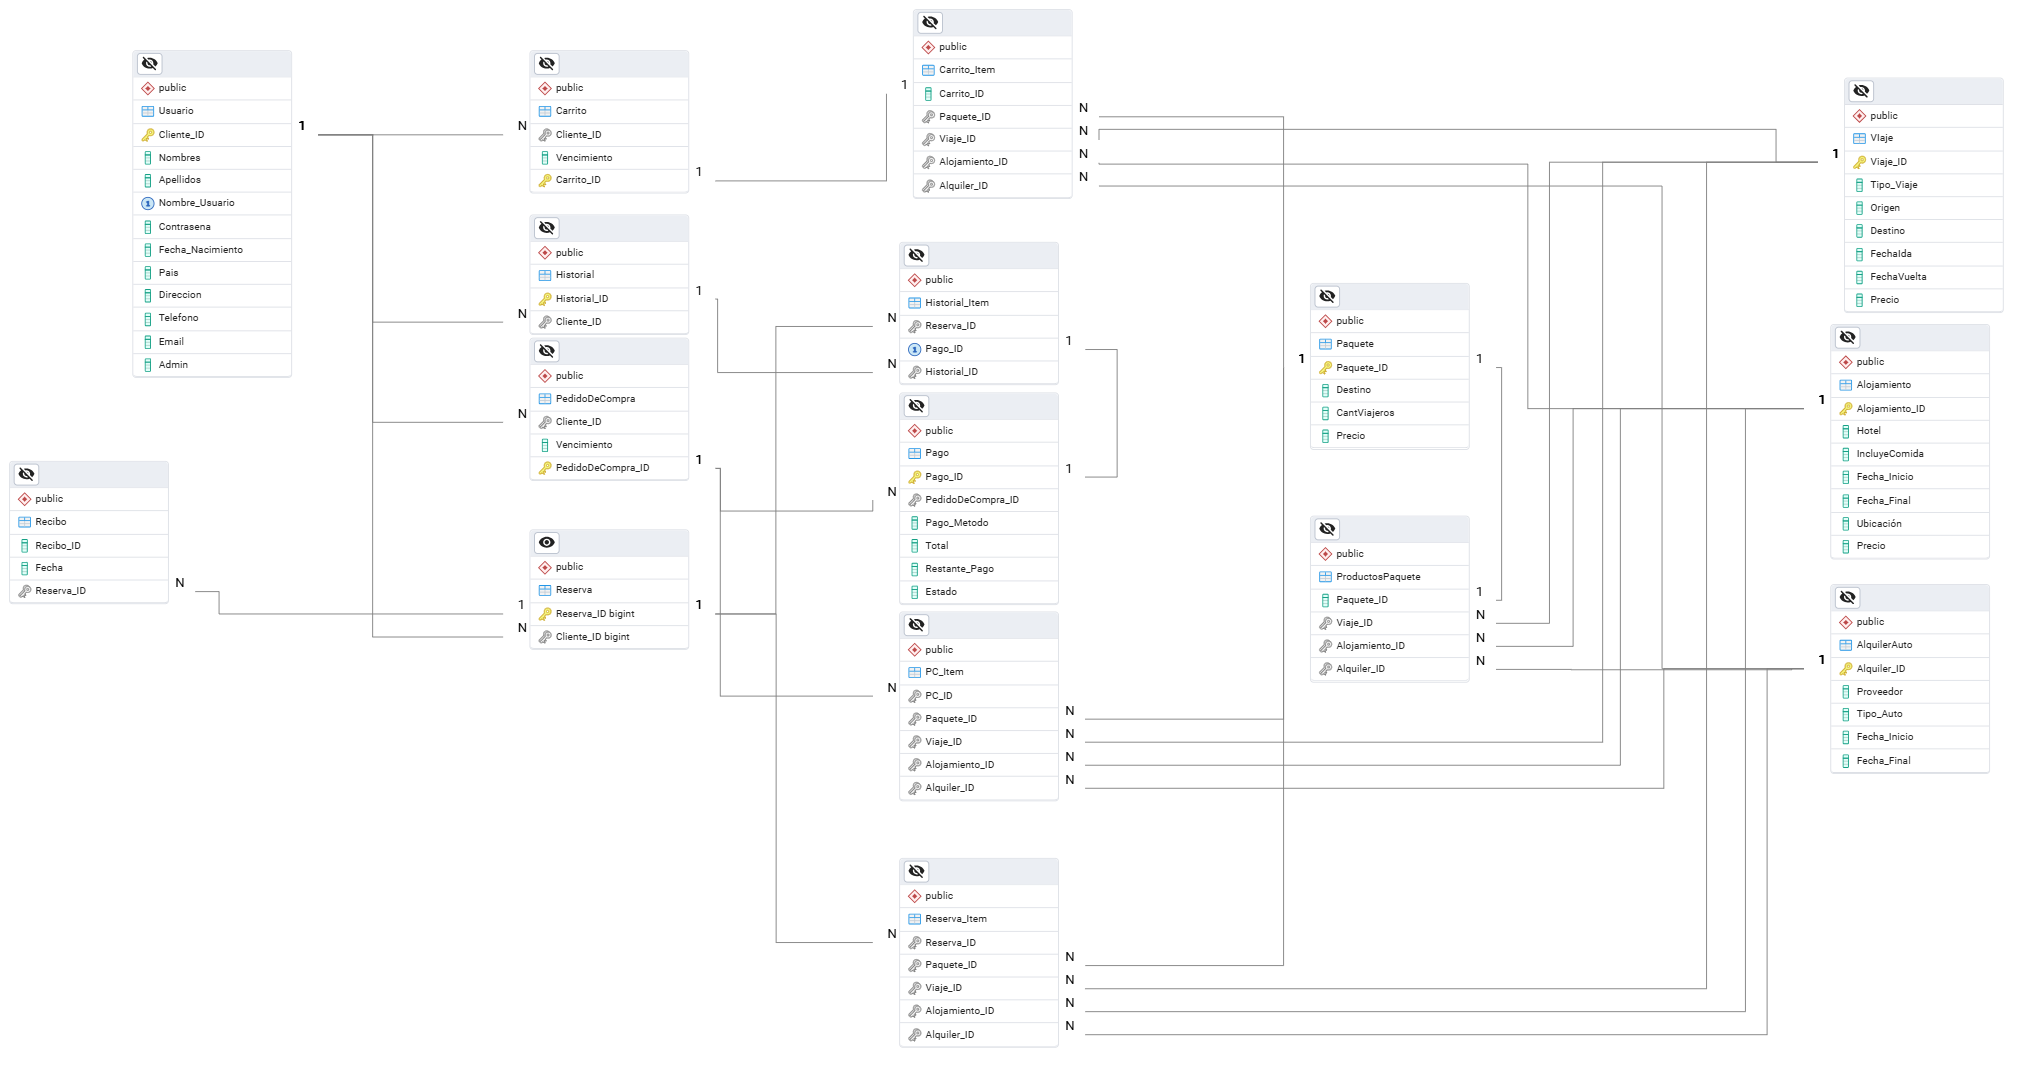 public
Usuario
Cliente_ID
Nombres
Apellidos
1
Nombre_Usuario
Contrasena
Fecha_Nacimiento
Pais
Direccion
Telefono
Email
Admin
1
public
Recibo
Recibo_ID
Fecha
Reserva_ID
N
public
Carrito
N
Cliente_ID
Vencimiento
Carrito_ID
1
public
Historial
Historial_ID
1
N
Cliente_ID
public
PedidoDeCompra
N
Cliente_ID
Vencimiento
PedidoDeCompra_ID
1
public
Reserva
1
Reserva_ID bigint
1
N
Cliente_ID bigint
public
Carrito_Item
1
Carrito_ID
Paquete_ID
N
Viaje_ID
N
Alojamiento_ID
N
Alquiler_ID
N
public
Historial_Item
N
Reserva_ID
1
Pago_ID
1
N
Historial_ID
public
Pago
Pago_ID
1
N
PedidoDeCompra_ID
Pago_Metodo
Total
Restante_Pago
Estado
public
PC_Item
N
PC_ID
Paquete_ID
N
Viaje_ID
N
Alojamiento_ID
N
Alquiler_ID
N
public
Reserva_Item
N
Reserva_ID
Paquete_ID
N
Viaje_ID
N
Alojamiento_ID
N
Alquiler_ID
N
public
Paquete
1
Paquete_ID
1
Destino
CantViajeros
Precio
public
ProductosPaquete
Paquete_ID
1
Viaje_ID
N
Alojamiento_ID
N
Alquiler_ID
N
public
VIaje
1
Viaje_ID
Tipo_Viaje
Origen
Destino
FechaIda
FechaVuelta
Precio
public
Alojamiento
1
Alojamiento_ID
Hotel
IncluyeComida
Fecha_Inicio
Fecha_Final
Ubicación
Precio
public
AlquilerAuto
1
Alquiler_ID
Proveedor
Tipo_Auto
Fecha_Inicio
Fecha_Final